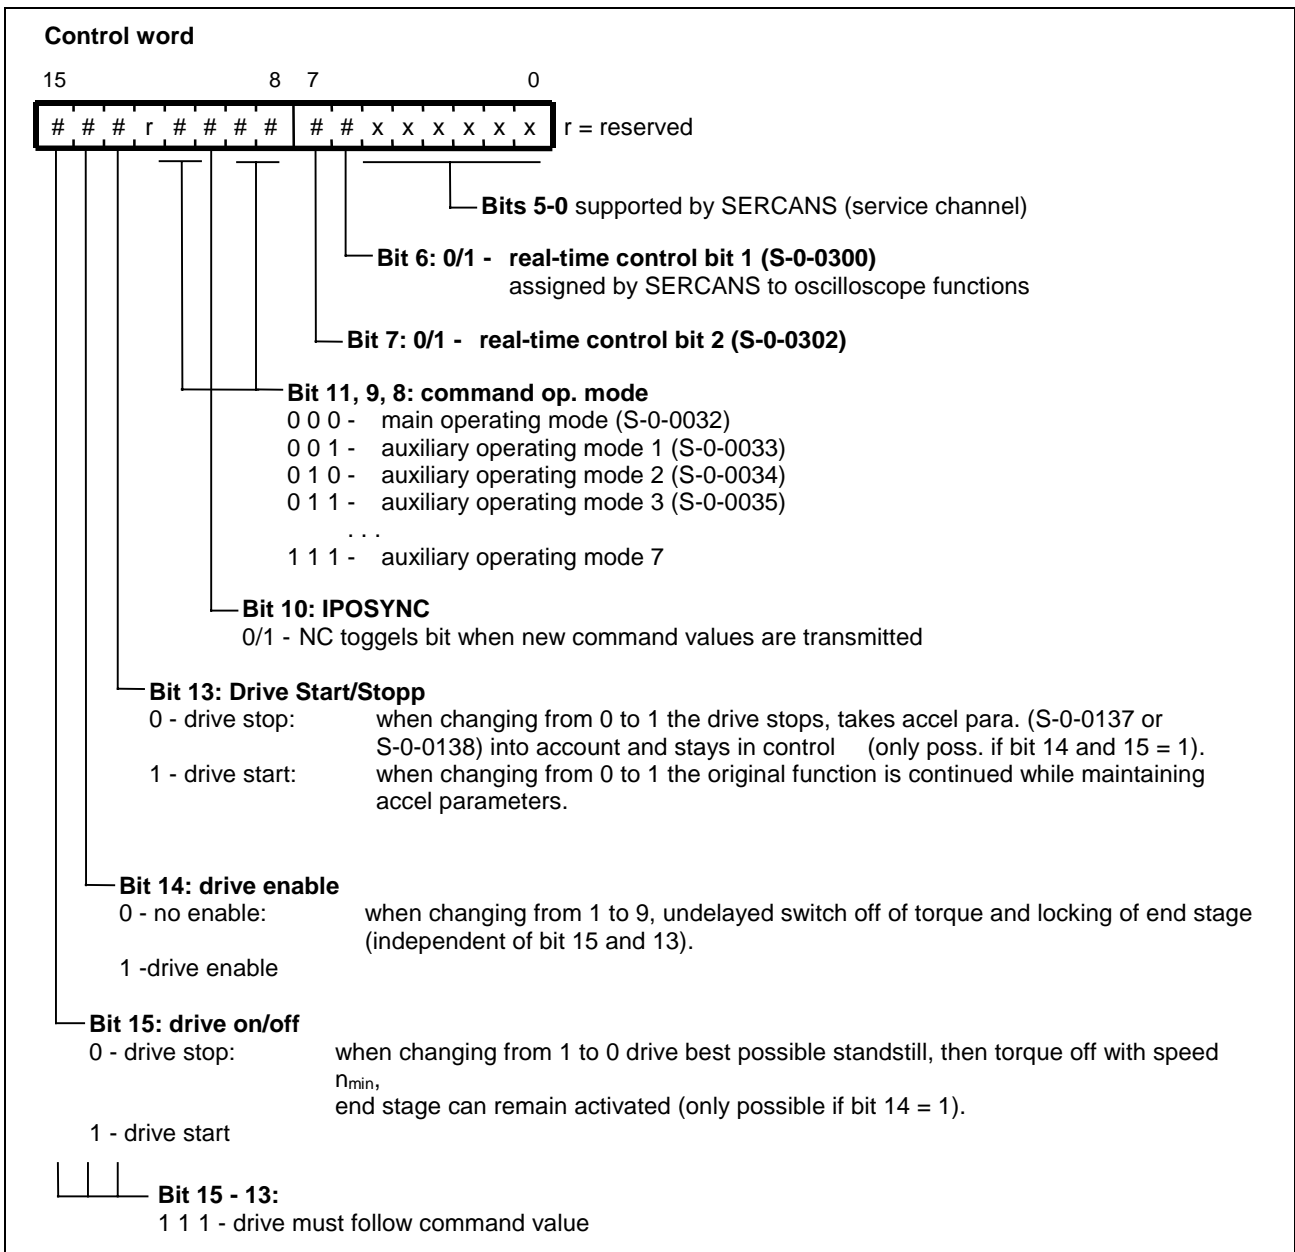 Control word
15 8 7 0
# # # r # # # # # # x x x x x x r = reserved
Bits 5-0 supported by SERCANS (service channel)
Bit 6: 0/1 - real-time control bit 1 (S-0-0300)
assigned by SERCANS to oscilloscope functions
Bit 7: 0/1 - real-time control bit 2 (S-0-0302)
Bit 11, 9, 8: command op. mode
0 0 0 - main operating mode (S-0-0032)
0 0 1 - auxiliary operating mode 1 (S-0-0033)
0 1 0 - auxiliary operating mode 2 (S-0-0034)
0 1 1 - auxiliary operating mode 3 (S-0-0035)
. . .
1 1 1 - auxiliary operating mode 7
Bit 10: IPOSYNC
0/1 - NC toggels bit when new command values are transmitted
Bit 13: Drive Start/Stopp
0 - drive stop: when changing from 0 to 1 the drive stops, takes accel para. (S-0-0137 or
S-0-0138) into account and stays in control (only poss. if bit 14 and 15 = 1).
1 - drive start: when changing from 0 to 1 the original function is continued while maintaining
accel parameters.
Bit 14: drive enable
0 - no enable: when changing from 1 to 9, undelayed switch off of torque and locking of end stage
(independent of bit 15 and 13).
1 -drive enable
Bit 15: drive on/off
0 - drive stop: when changing from 1 to 0 drive best possible standstill, then torque off with speed
nmin,
end stage can remain activated (only possible if bit 14 = 1).
1 - drive start
Bit 15 - 13:
1 1 1 - drive must follow command value